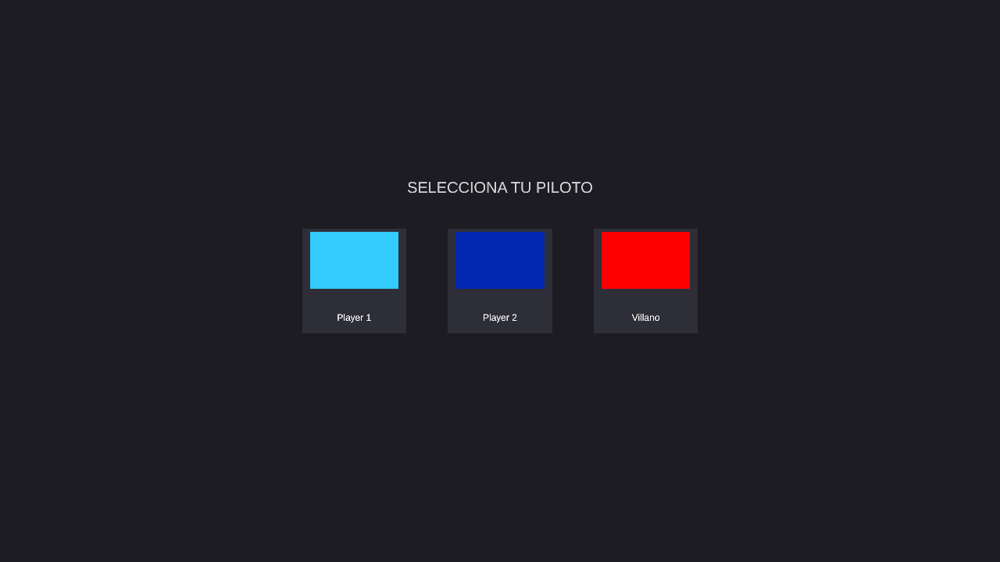 SELECCIONA TU PILOTO
Player 1
Player 2
Villano